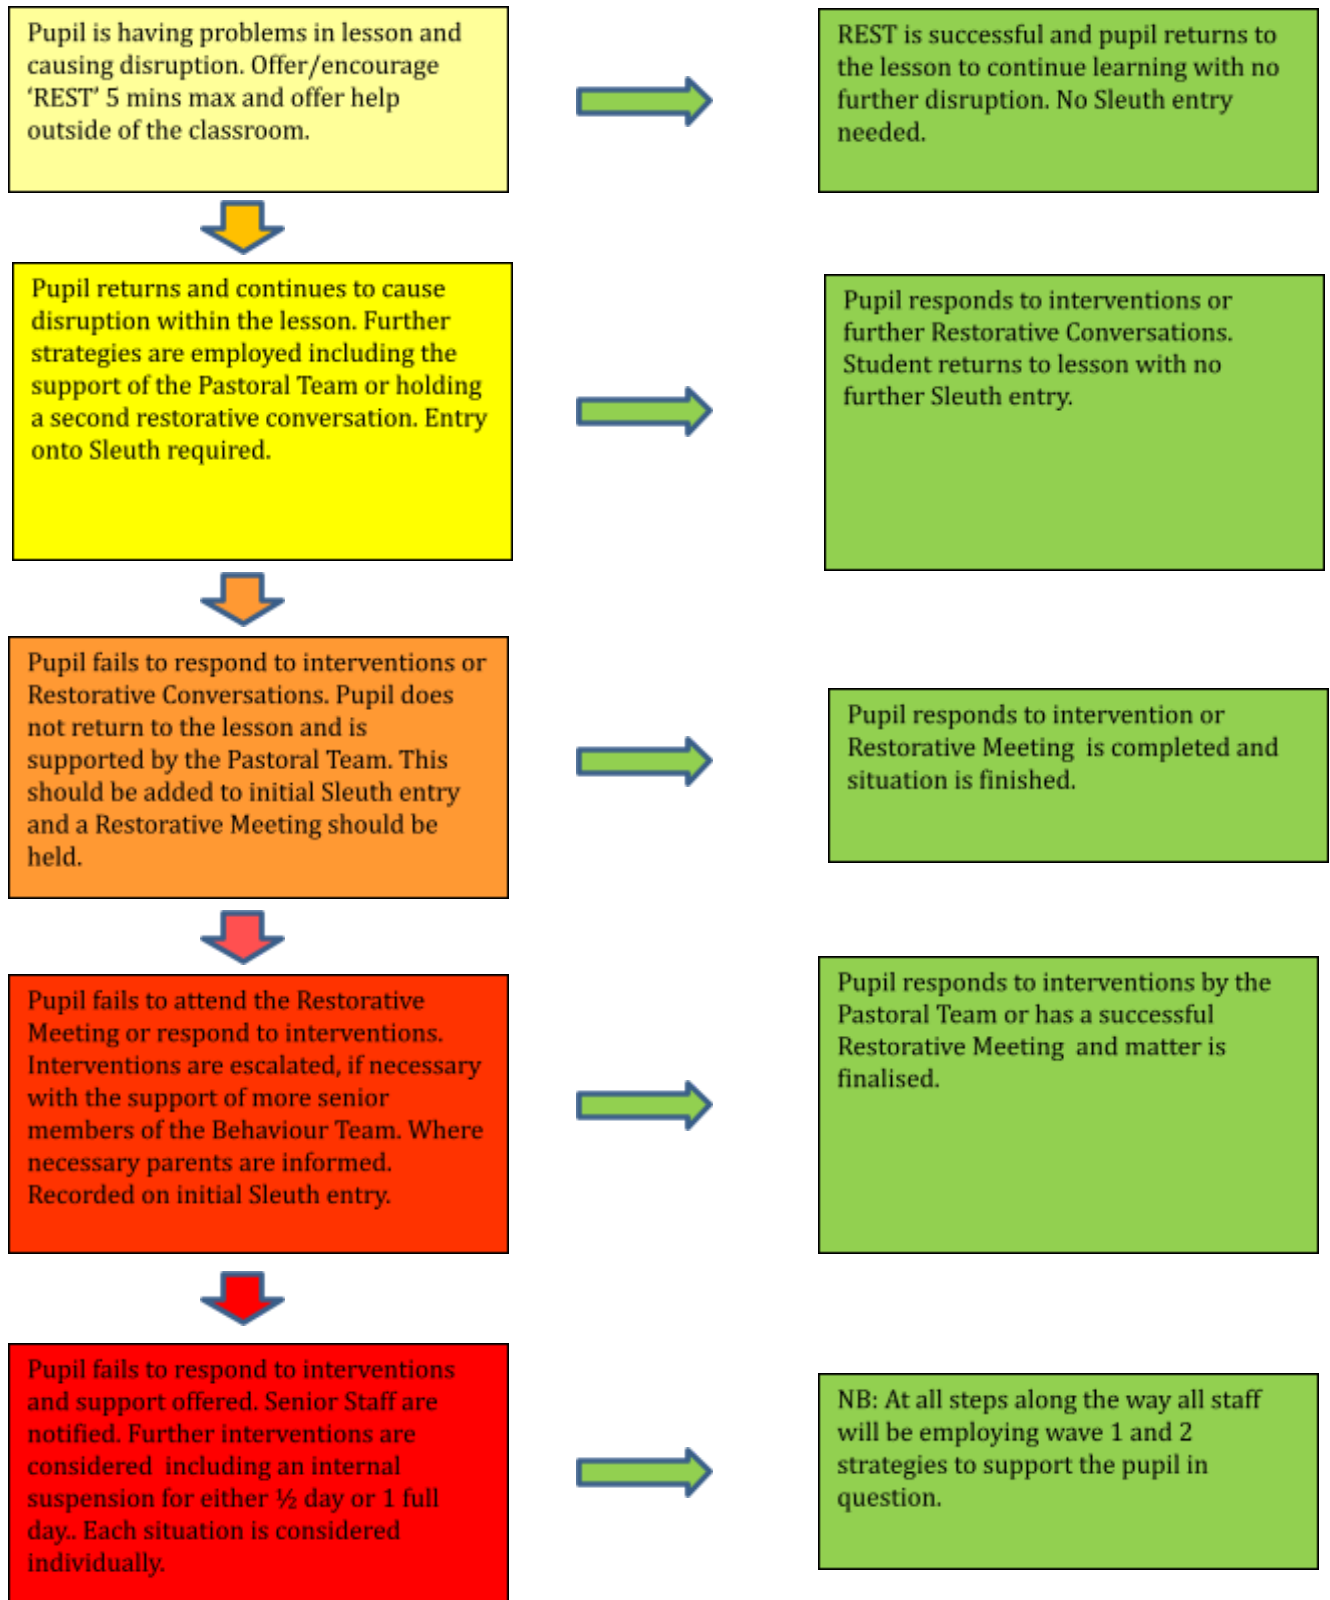 Pupil is having problems in lesson and
causing disruption. Offer/encourage
‘REST’ 5 mins max and offer help
outside of the classroom.
REST is successful and pupil returns to
the lesson to continue learning with no
further disruption. No Sleuth entry
needed.
Pupil returns and continues to cause
disruption within the lesson. Further
strategies are employed including the
support of the Pastoral Team or holding
a second restorative conversation. Entry
onto Sleuth required.
Pupil responds to interventions or
further Restorative Conversations.
Student returns to lesson with no
further Sleuth entry.
Pupil fails to respond to interventions or
Restorative Conversations. Pupil does
not return to the lesson and is
supported by the Pastoral Team. This
should be added to initial Sleuth entry
and a Restorative Meeting should be
held.
Pupil responds to intervention or
Restorative Meeting  is completed and
situation is finished.
Pupil fails to attend the Restorative
Meeting or respond to interventions.
Interventions are escalated, if necessary
with the support of more senior
members of the Behaviour Team. Where
necessary parents are informed.
Recorded on initial Sleuth entry.
Pupil responds to interventions by the
Pastoral Team or has a successful
Restorative Meeting  and matter is
finalised.
Pupil fails to respond to interventions
and support offered. Senior Staff are
notified. Further interventions are
considered  including an internal
suspension for either ½ day or 1 full
day.. Each situation is considered
individually.
NB: At all steps along the way all staff
will be employing wave 1 and 2
strategies to support the pupil in
question.